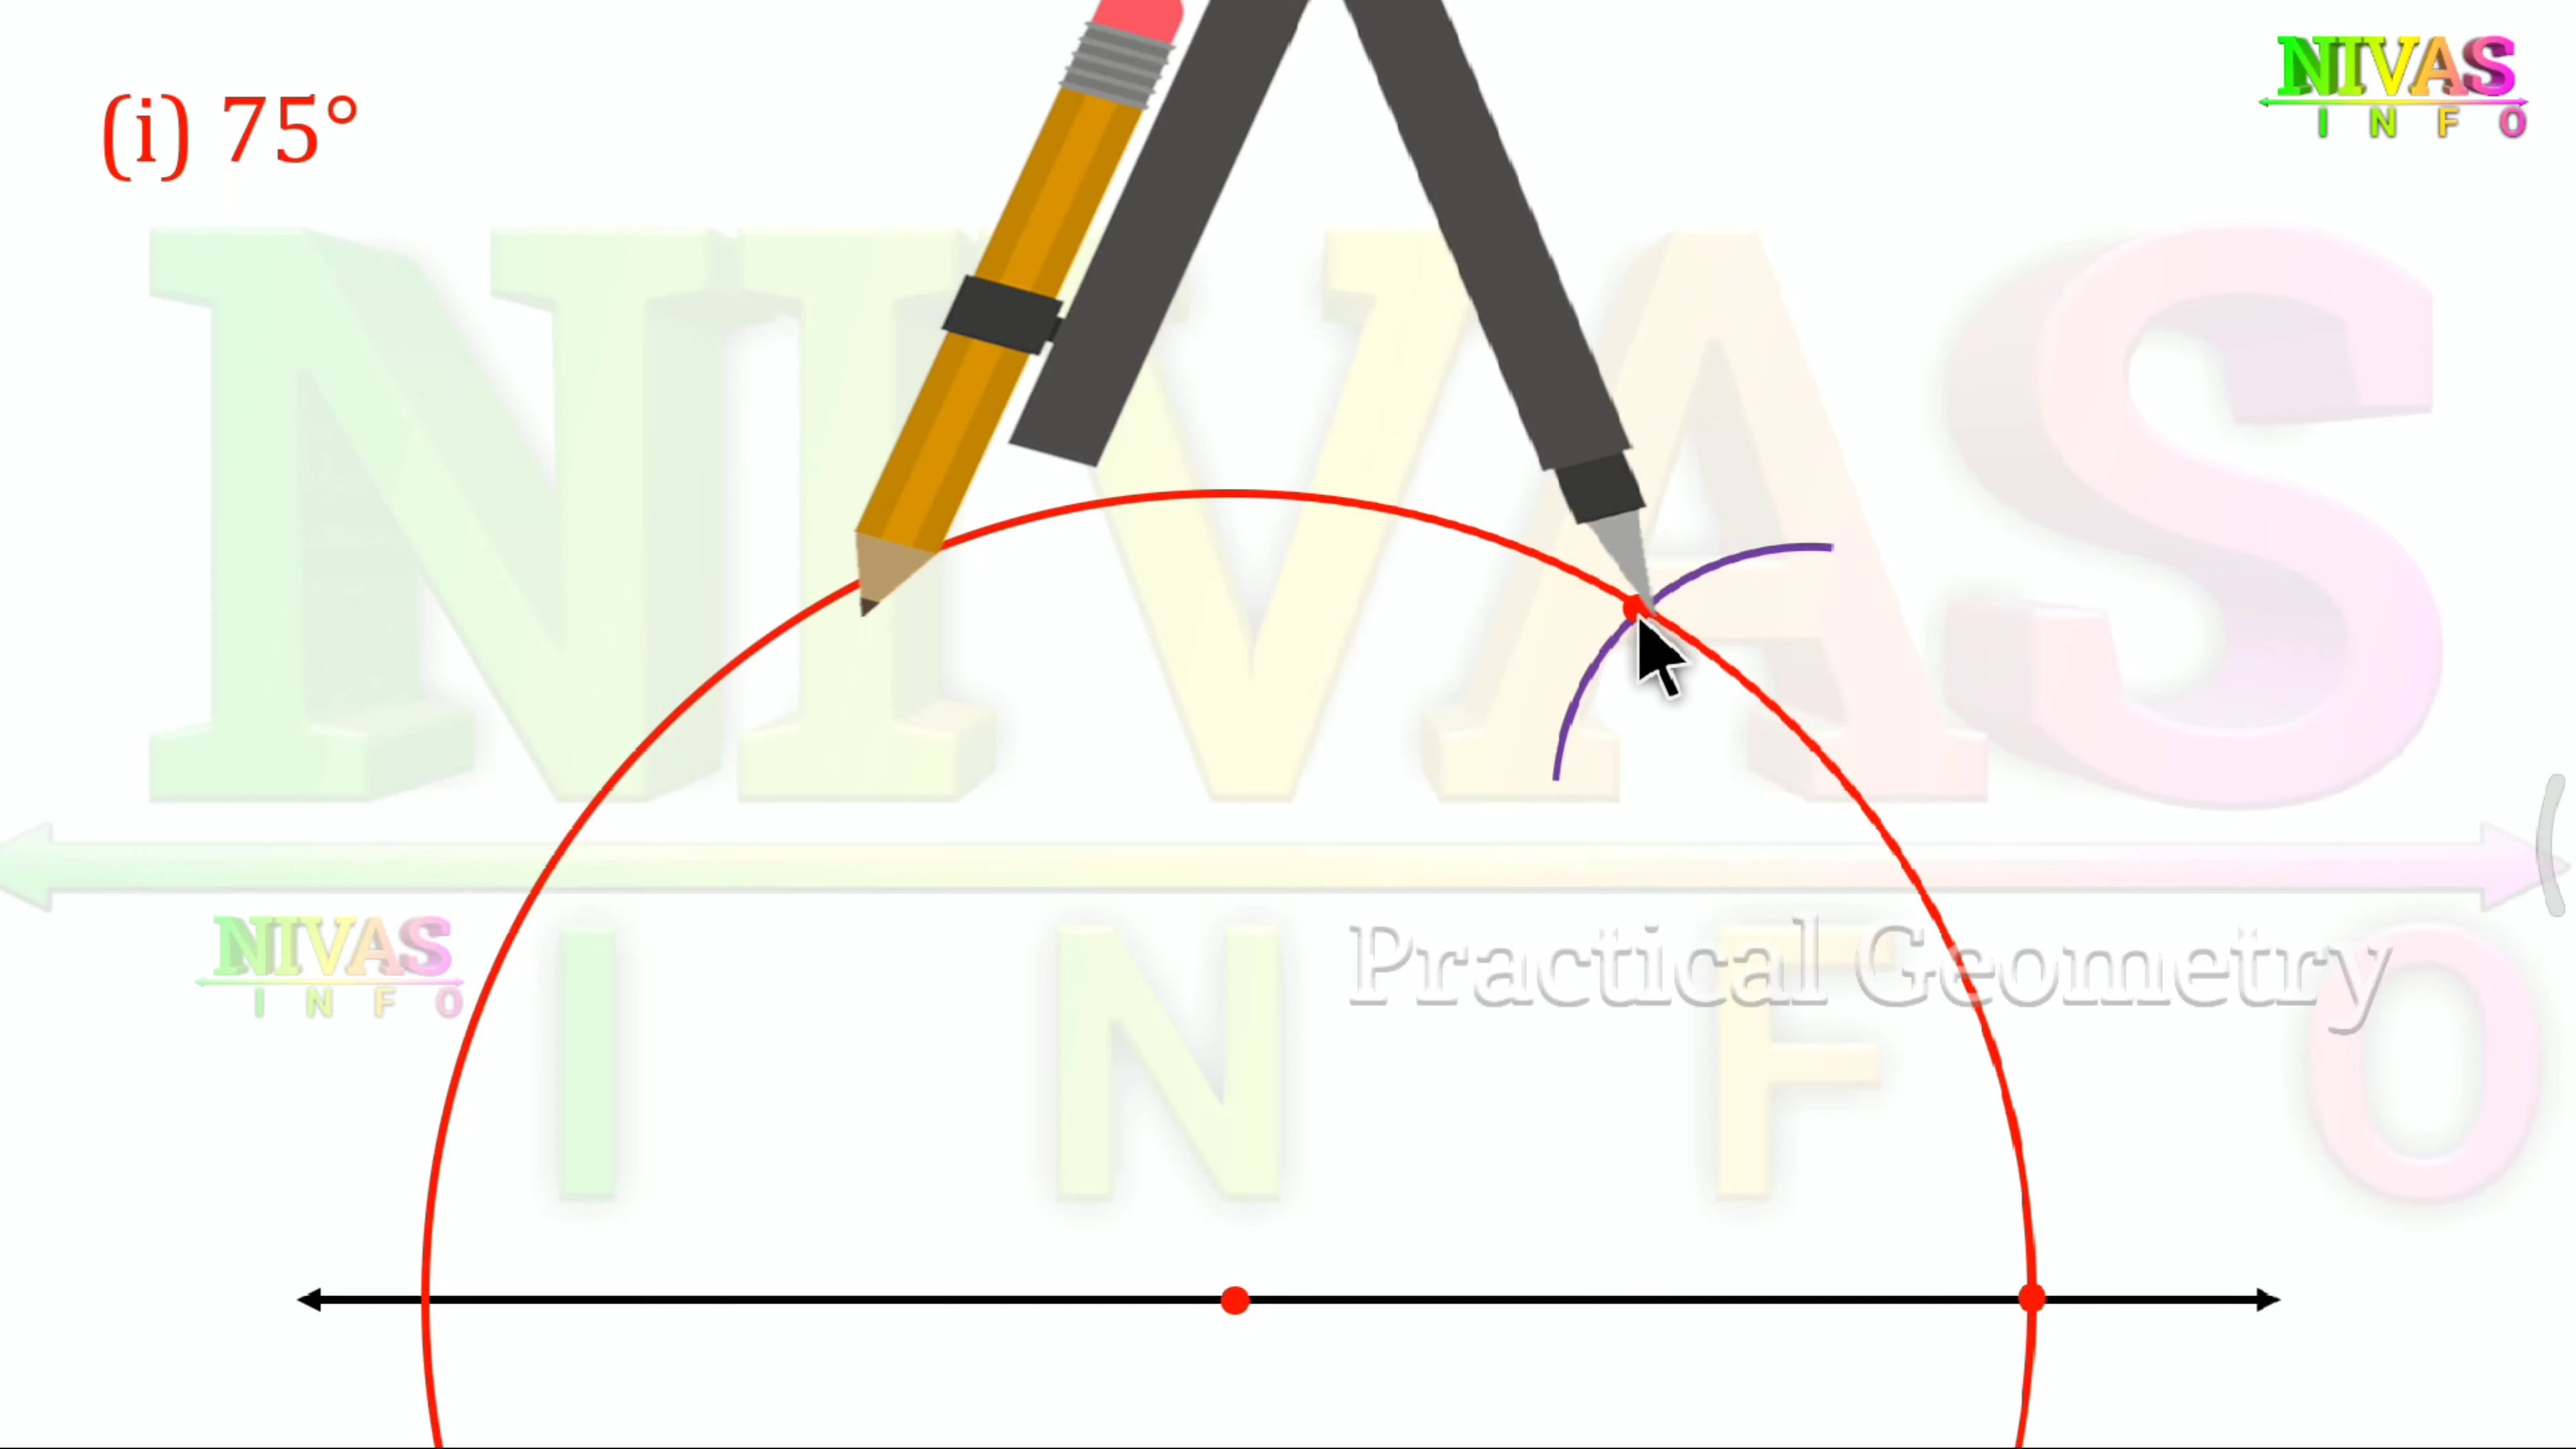 (i) 75°
NIVAS
INFO
NIVAS
NIVAS
INFO
Practical Geometry
(
INFO